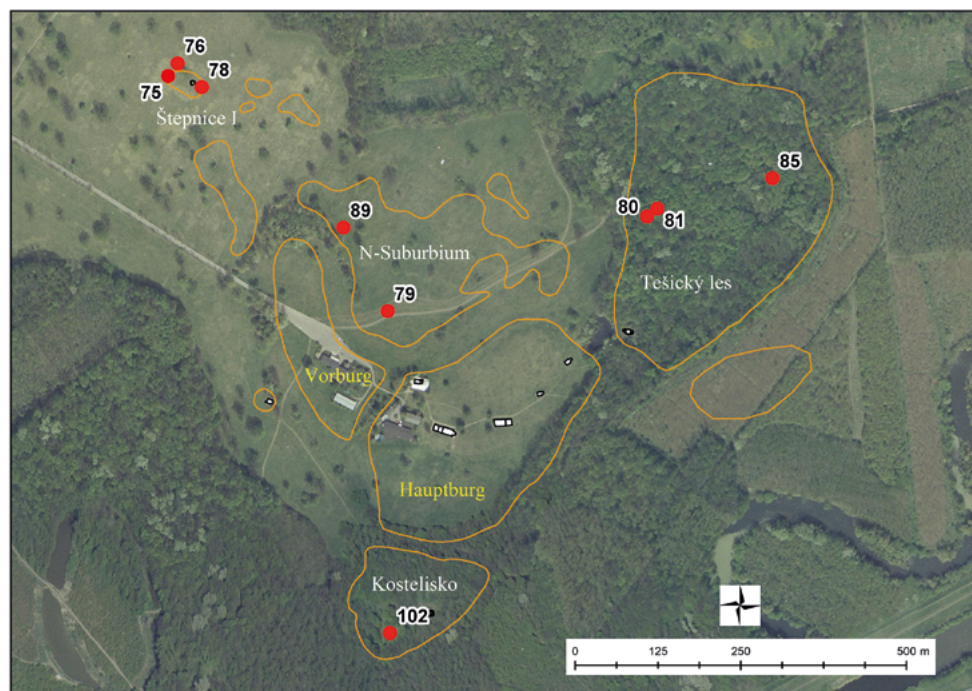 76
75
78
Štepnice I
85
80
81
89
N-Suburbium
Tešický les
79
Vorburg
Hauptburg
Kostelisko
102
0 125 250 500 m